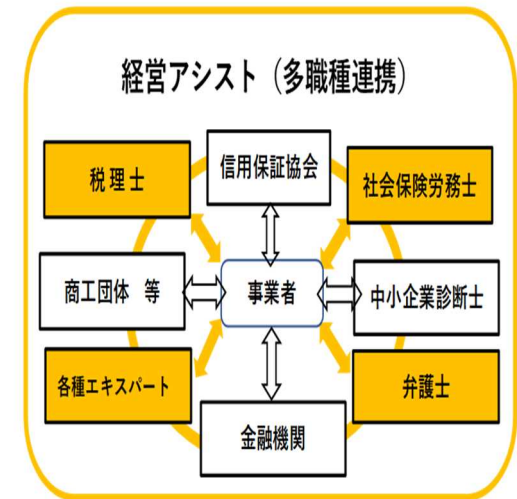 経営アシスト（多職種連携）
信用保証協会
税理士
社会保険労務士
商工団体　等
事業者
中小企業診断士
各種エキスパート
弁護士
金融機関